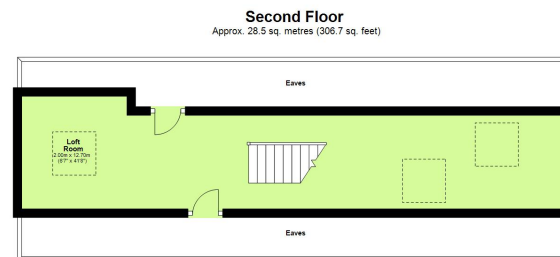 Second Floor
Approx. 28.5 sq. metres (306.7 sq. feet)
Eaves
Loft
Room
2.00m x 12.70m
(6'7" x 41'8")
Eaves